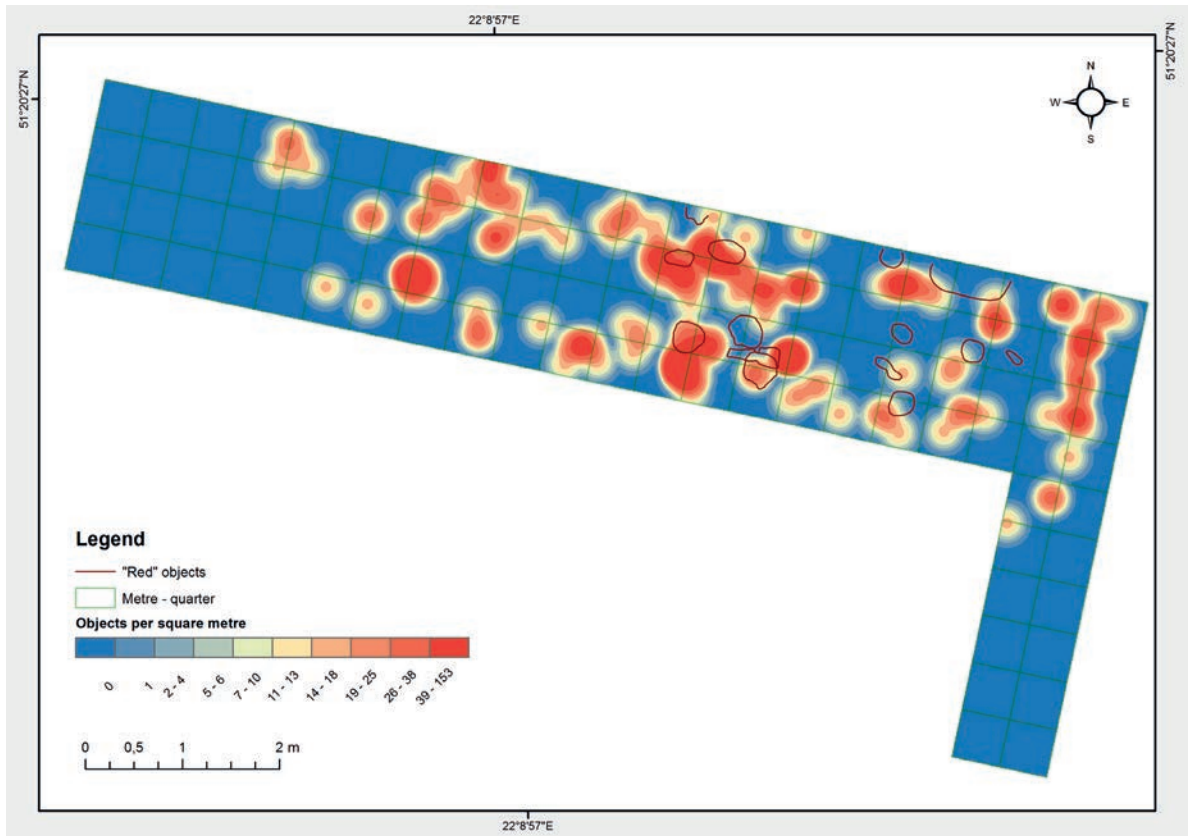 22°8'57"E
51°20'27"N
51°20'27"N
N
W
E
S
Legend
"Red" objects
Metre - quarter
Objects per square metre
0
1
2 - 4
5 - 6
7 - 10
11 - 13
14 - 18
19 - 25
26 - 38
39 - 153
0 0,5 1 2 m
22°8'57"E